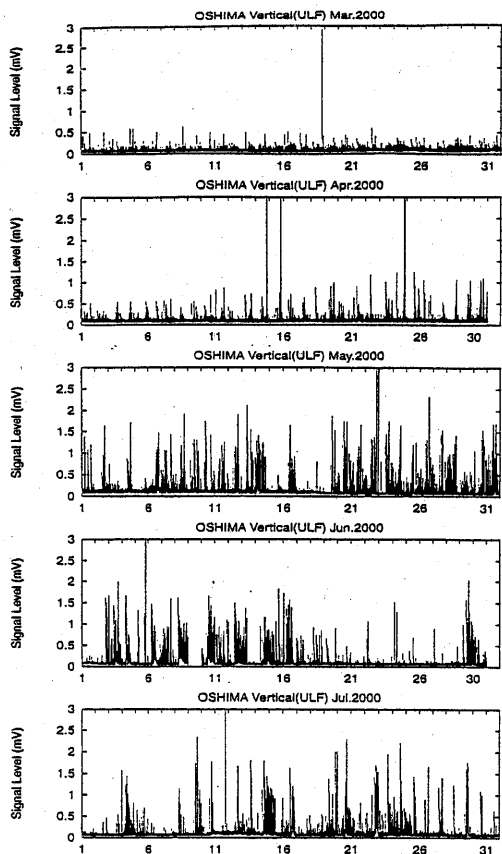 OSHIMA Vertical(ULF) Mar.2000
Signal Level (mV)
3
2.5
2
1.5
1
0.5
0
1 6 11 16 21 26 31
OSHIMA Vertical(ULF) Apr.2000
Signal Level (mV)
3
2.5
2
1.5
1
0.5
0
1 6 11 16 21 26 31
OSHIMA Vertical(ULF) May.2000
Signal Level (mV)
3
2.5
2
1.5
1
0.5
0
1 6 11 16 21 26 31
OSHIMA Vertical(ULF) Jun.2000
Signal Level (mV)
3
2.5
2
1.5
1
0.5
0
1 6 11 16 21 26 31
OSHIMA Vertical(ULF) Jul.2000
Signal Level (mV)
3
2.5
2
1.5
1
0.5
0
1 6 11 16 21 26 31